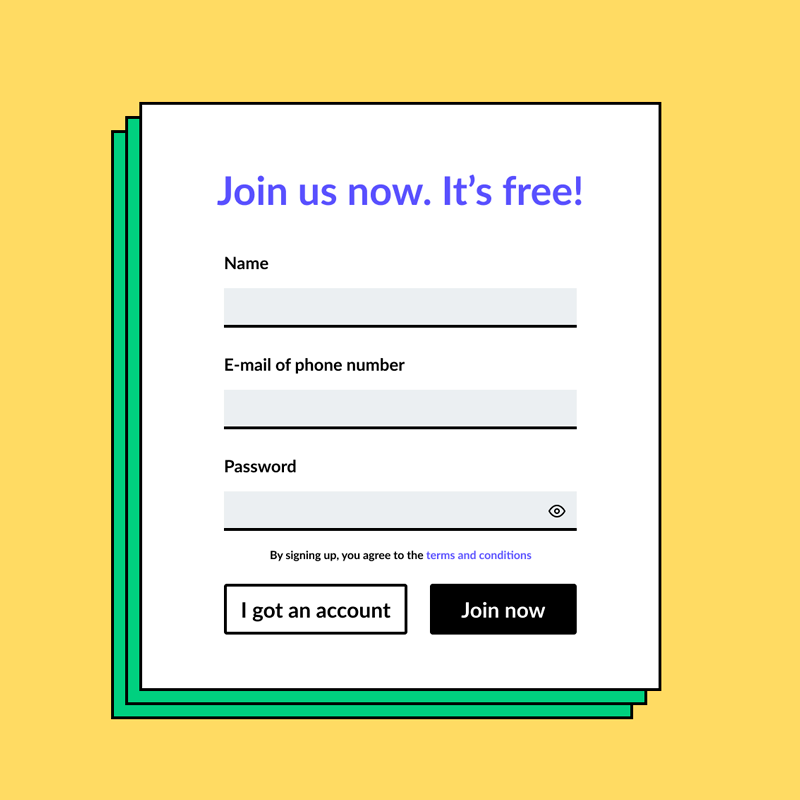 Join us now. It’s free!
Name
E-mail of phone number
Password
By signing up, you agree to the terms and conditions
I got an account
Join now